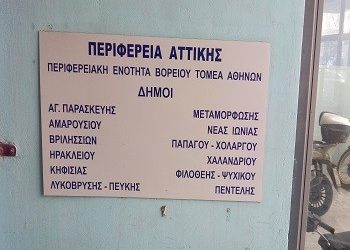 ΠΕΡΙΦΕΡΕΙΑ ΑΤΤΙΚΗΣ
ΠΕΡΙΦΕΡΕΙΑΚΗ ΕΝΟΤΗΤΑ ΒΟΡΕΙΟΥ ΤΟΜΕΑ ΑΘΗΝΩΝ
ΔΗΜΟΙ
ΑΓ. ΠΑΡΑΣΚΕΥΗΣ
ΑΜΑΡΟΥΣΙΟΥ
ΒΡΙΛΗΣΣΙΩΝ
ΗΡΑΚΛΕΙΟΥ
ΚΗΦΙΣΙΑΣ
ΛΥΚΟΒΡΥΣΗΣ - ΠΕΥΚΗΣ
ΜΕΤΑΜΟΡΦΩΣΗΣ
ΝΕΑΣ ΙΩΝΙΑΣ
ΠΑΠΑΓΟΥ - ΧΟΛΑΡΓΟΥ
ΧΑΛΑΝΔΡΙΟΥ
ΦΙΛΟΘΕΗΣ - ΨΥΧΙΚΟΥ
ΠΕΝΤΕΛΗΣ